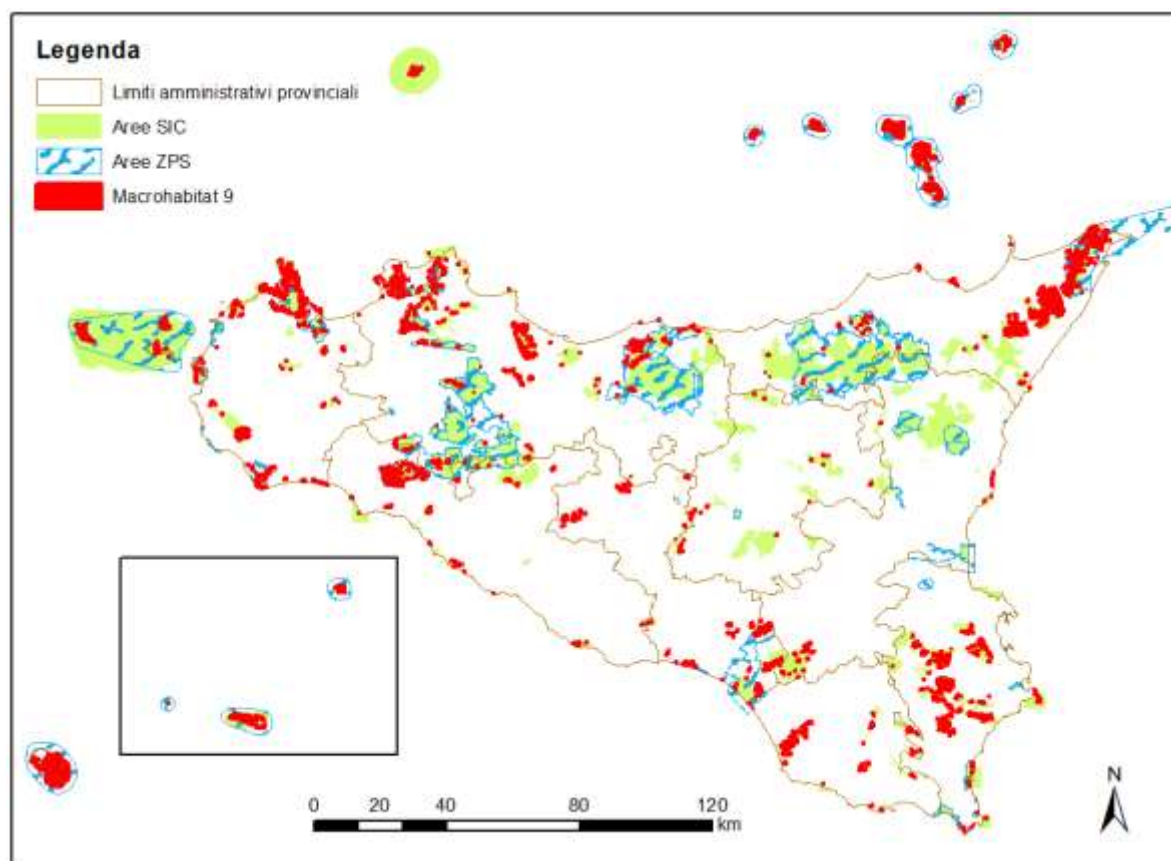 Legenda
Limiti amministrativi provinciali
Aree SIC
Aree ZPS
Macrohabitat 9
N
0 20 40 80 120
km